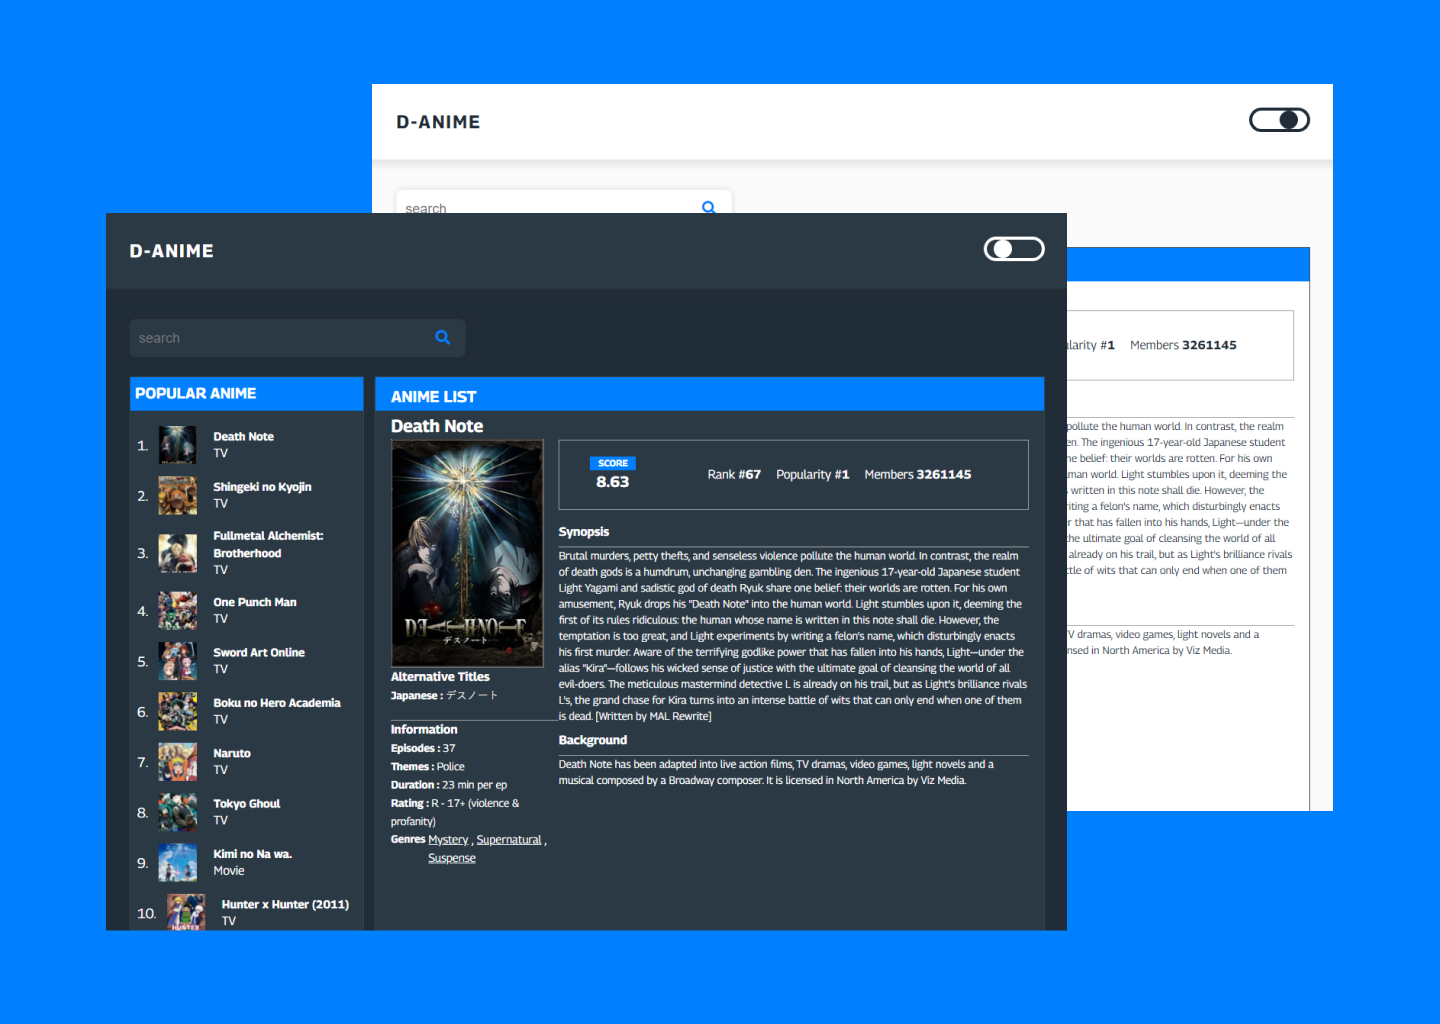 D-ANIME
search
larity #1 Members 3261145
pollute the human world. In contrast, the realm
en. The ingenious 17-year-old Japanese student
ne belief: their worlds are rotten. For his own
uman world. Light stumbles upon it, deeming the
s written in this note shall die. However, the
riting a felon's name, which disturbingly enacts
r that has fallen into his hands, Light—under the
he ultimate goal of cleansing the world of all
already on his trail, but as Light's brilliance rivals
ttle of wits that can only end when one of them
V dramas, video games, light novels and a
nsed in North America by Viz Media.
D-ANIME
search
POPULAR ANIME
1. Death Note
TV
2. Shingeki no Kyojin
TV
3. Fullmetal Alchemist:
Brotherhood
TV
4. One Punch Man
TV
5. Sword Art Online
TV
6. Boku no Hero Academia
TV
7. Naruto
TV
8. Tokyo Ghoul
TV
9. Kimi no Na wa.
Movie
10. Hunter x Hunter (2011)
TV
HUNTER
ANIME LIST
Death Note
DEATH NOTE
デスノート
Alternative Titles
Japanese : デスノート
Information
Episodes : 37
Themes : Police
Duration : 23 min per ep
Rating : R - 17+ (violence &
profanity)
Genres Mystery , Supernatural ,
Suspense
SCORE
8.63
Rank #67 Popularity #1 Members 3261145
Synopsis
Brutal murders, petty thefts, and senseless violence pollute the human world. In contrast, the realm
of death gods is a humdrum, unchanging gambling den. The ingenious 17-year-old Japanese student
Light Yagami and sadistic god of death Ryuk share one belief: their worlds are rotten. For his own
amusement, Ryuk drops his "Death Note" into the human world. Light stumbles upon it, deeming the
first of its rules ridiculous: the human whose name is written in this note shall die. However, the
temptation is too great, and Light experiments by writing a felon's name, which disturbingly enacts
his first murder. Aware of the terrifying godlike power that has fallen into his hands, Light—under the
alias "Kira"—follows his wicked sense of justice with the ultimate goal of cleansing the world of all
evil-doers. The meticulous mastermind detective L is already on his trail, but as Light's brilliance rivals
L's, the grand chase for Kira turns into an intense battle of wits that can only end when one of them
is dead. [Written by MAL Rewrite]
Background
Death Note has been adapted into live action films, TV dramas, video games, light novels and a
musical composed by a Broadway composer. It is licensed in North America by Viz Media.